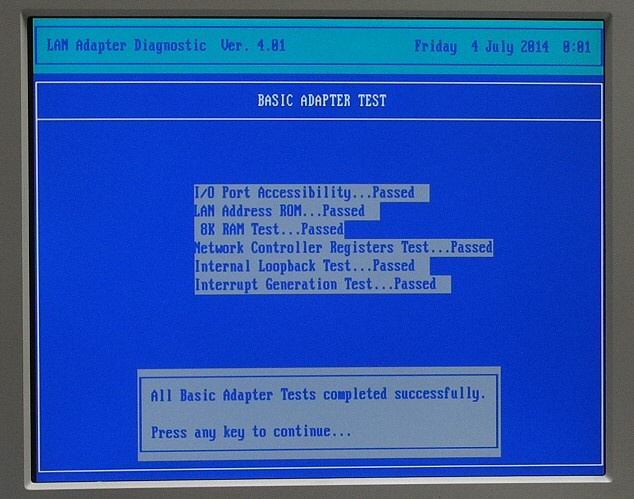 LAN Adapter Diagnostic Ver. 4.01 Friday 4 July 2014 0:01
BASIC ADAPTER TEST
I/O Port Accessibility...Passed
LAN Address ROM...Passed
8K RAM Test...Passed
Network Controller Registers Test...Passed
Internal Loopback Test...Passed
Interrupt Generation Test...Passed
All Basic Adapter Tests completed successfully.
Press any key to continue...